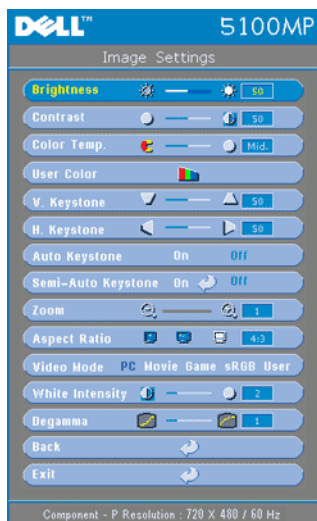 DELL™ 5100MP
Image Settings
Brightness 50
Contrast 50
Color Temp. Mid.
User Color
V. Keystone 50
H. Keystone 50
Auto Keystone On Off
Semi-Auto Keystone On Off
Zoom 1
Aspect Ratio 4:3
Video Mode PC Movie Game sRGB User
White Intensity 2
Degamma 1
Back
Exit
Component - P Resolution : 720 X 480 / 60 Hz